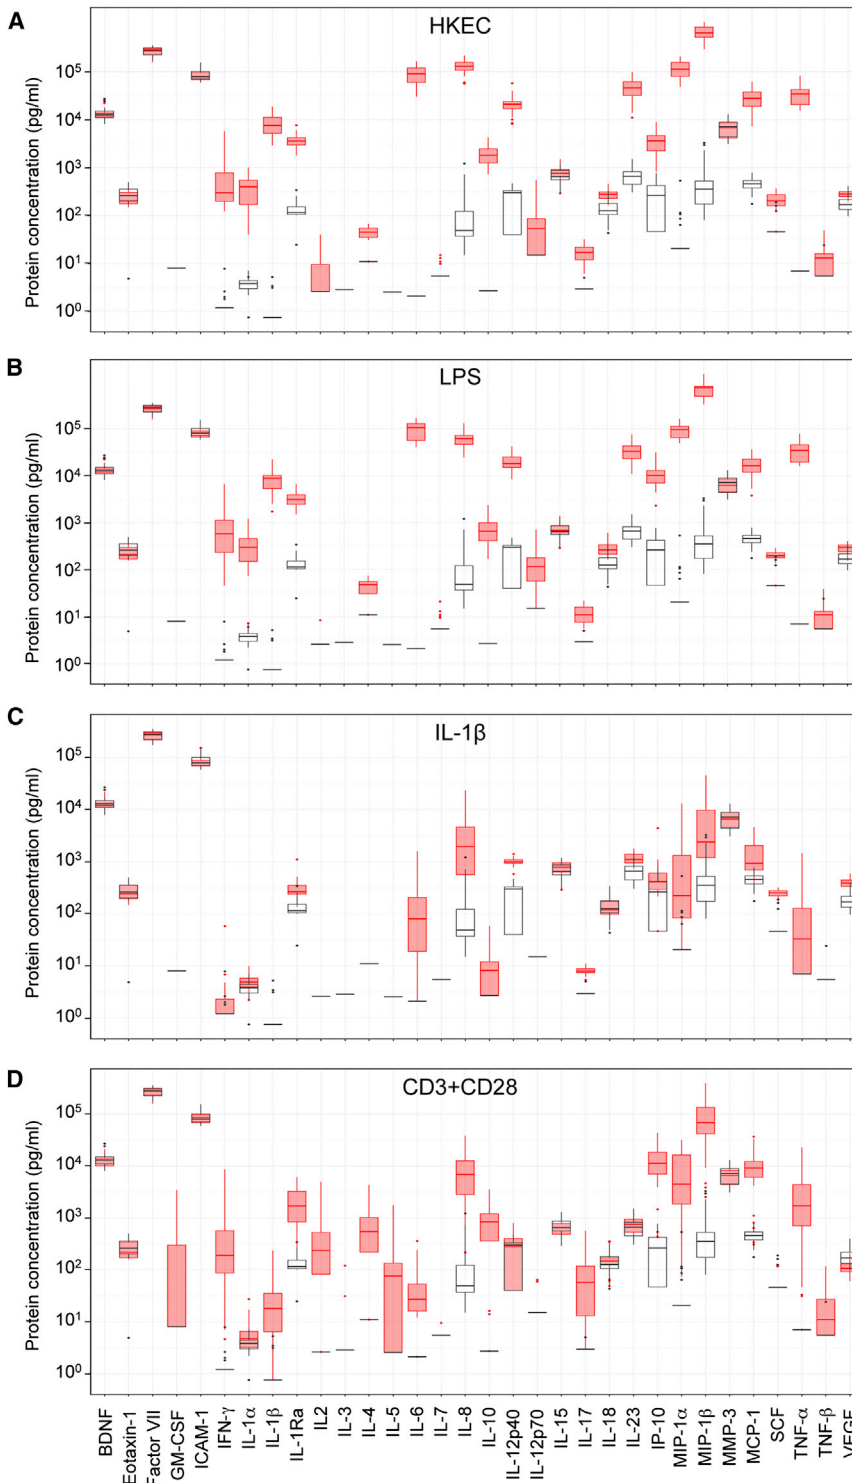 A
HKEC
Protein concentration (pg/ml)
10⁵
10⁴
10³
10²
10¹
10⁰
B
LPS
Protein concentration (pg/ml)
10⁵
10⁴
10³
10²
10¹
10⁰
C
IL-1β
Protein concentration (pg/ml)
10⁵
10⁴
10³
10²
10¹
10⁰
D
CD3+CD28
Protein concentration (pg/ml)
10⁵
10⁴
10³
10²
10¹
10⁰
BDNF
Eotaxin-1
Factor VII
GM-CSF
ICAM-1
IFN-γ
IL-1α
IL-1β
IL-1Ra
IL2
IL-3
IL-4
IL-5
IL-6
IL-7
IL-8
IL-10
IL-12p40
IL-12p70
IL-15
IL-17
IL-18
IL-23
IP-10
MIP-1α
MIP-1β
MMP-3
MCP-1
SCF
TNF-α
TNF-β
VEGF